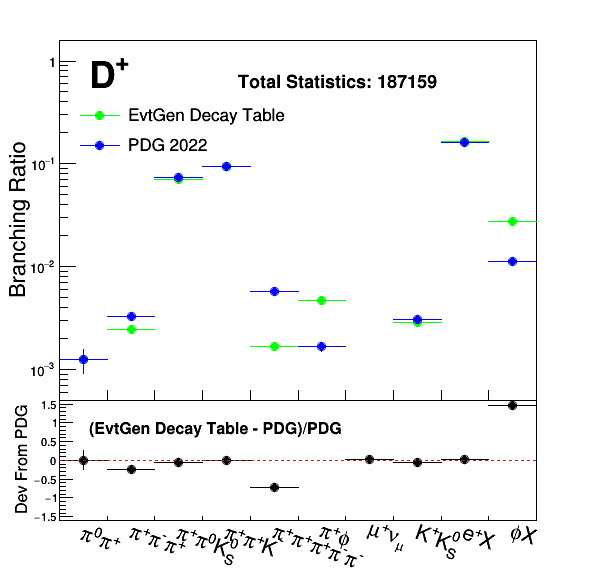 D⁺
Total Statistics: 187159
EvtGen Decay Table
PDG 2022
Branching Ratio
1
10⁻¹
10⁻²
10⁻³
(EvtGen Decay Table - PDG)/PDG
Dev From PDG
1.5
1
0.5
0
−0.5
−1
−1.5
π⁰π⁺
π⁺π⁻π⁺
π⁺π⁰K⁰S
π⁺π⁺K⁻
π⁺π⁺π⁺π⁻π⁻
π⁺ϕ
μ⁺νμ
K⁺K⁰S
e⁺X
ϕX